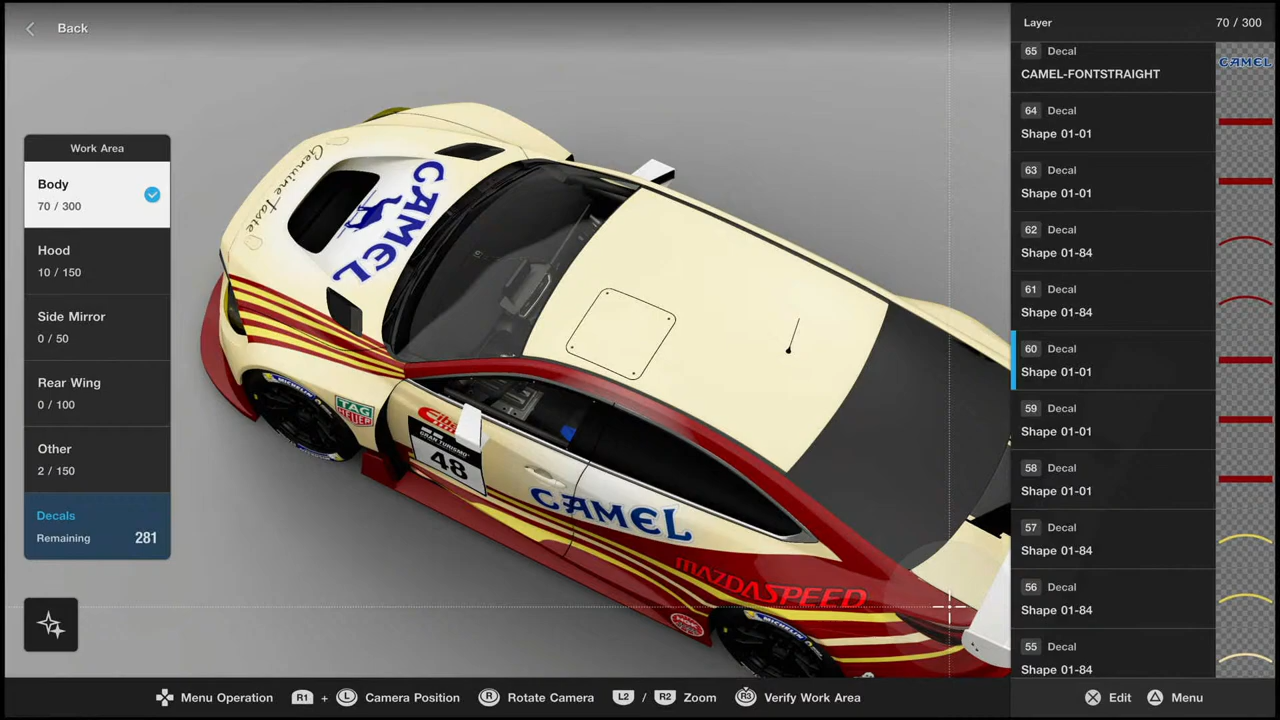 Back
Layer
70 / 300
Work Area
Body
70 / 300
Hood
10 / 150
Side Mirror
0 / 50
Rear Wing
0 / 100
Other
2 / 150
Decals
Remaining
281
Genuine Taste
CAMEL
MICHELIN
TAG
HEUER
GRAN TURISMO
48
CAMEL
MAZDASPEED
NGK
MICHELIN
65 Decal
CAMEL-FONTSTRAIGHT
CAMEL
64 Decal
Shape 01-01
63 Decal
Shape 01-01
62 Decal
Shape 01-84
61 Decal
Shape 01-84
60 Decal
Shape 01-01
59 Decal
Shape 01-01
58 Decal
Shape 01-01
57 Decal
Shape 01-84
56 Decal
Shape 01-84
55 Decal
Shape 01-84
Menu Operation
R1 + L Camera Position
R Rotate Camera
L2 / R2 Zoom
R3 Verify Work Area
Edit
Menu